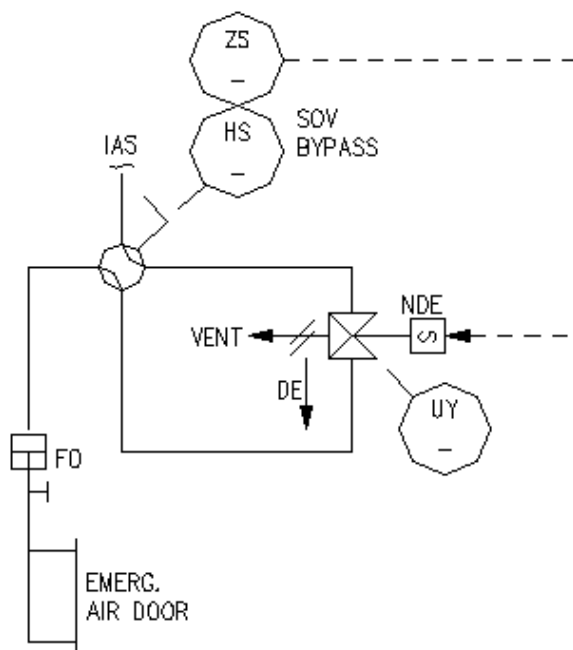 ZS
–
HS
–
SOV
BYPASS
IAS
NDE
S
VENT
DE
UY
–
FO
EMERG.
AIR DOOR